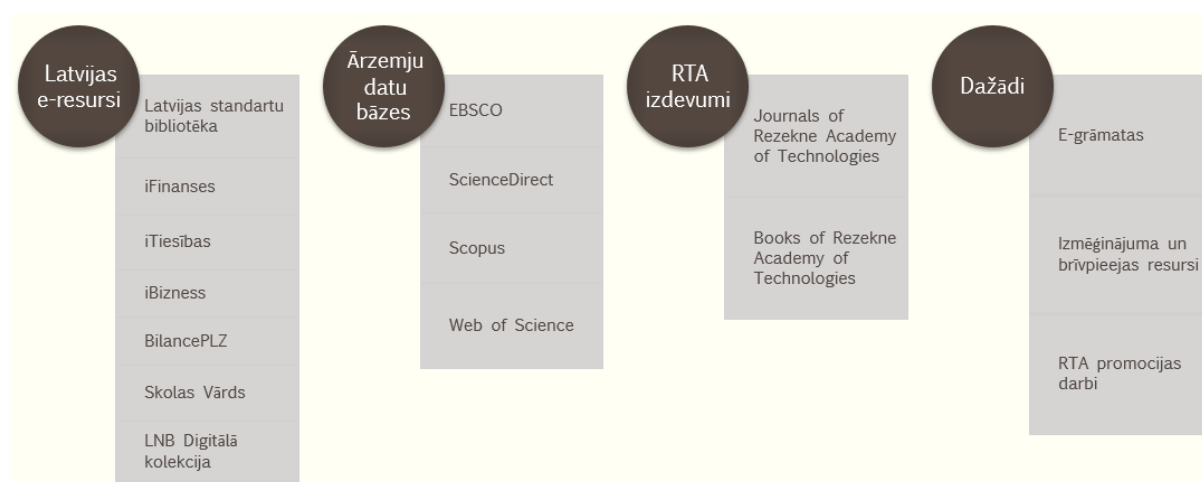 Latvijas
e-resursi
Latvijas standartu
bibliotēka
iFinanses
iTiesības
iBizness
BilancePLZ
Skolas Vārds
LNB Digitālā
kolekcija
Ārzemju
datu
bāzes
EBSCO
ScienceDirect
Scopus
Web of Science
RTA
izdevumi
Journals of
Rezekne Academy
of Technologies
Books of Rezekne
Academy of
Technologies
Dažādi
E-grāmatas
Izmēģinājuma un
brīvpieejas resursi
RTA promocijas
darbi